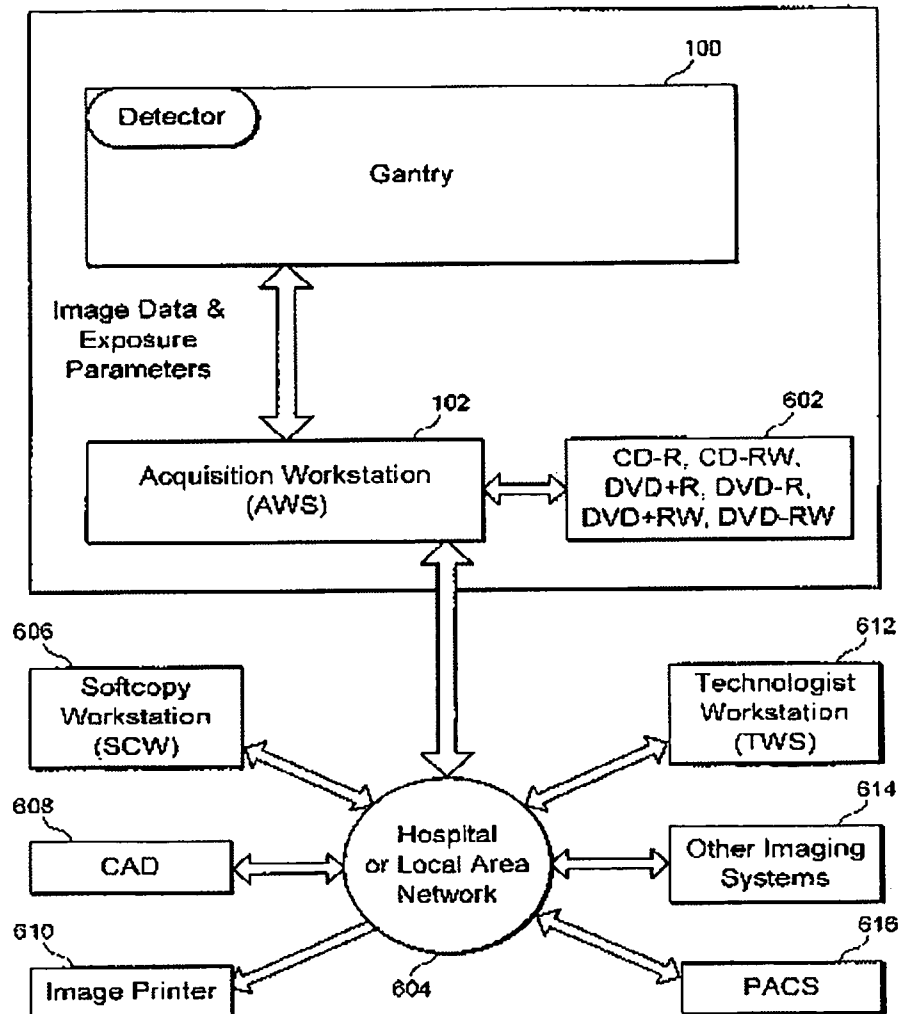 100
Detector
Gantry
Image Data &
Exposure
Parameters
102
602
Acquisition Workstation
(AWS)
CD-R, CD-RW,
DVD+R, DVD-R,
DVD+RW, DVD-RW
606
612
Softcopy
Workstation
(SCW)
Technologist
Workstation
(TWS)
608
614
CAD
Hospital
or Local Area
Network
Other Imaging
Systems
610
616
Image Printer
604
PACS